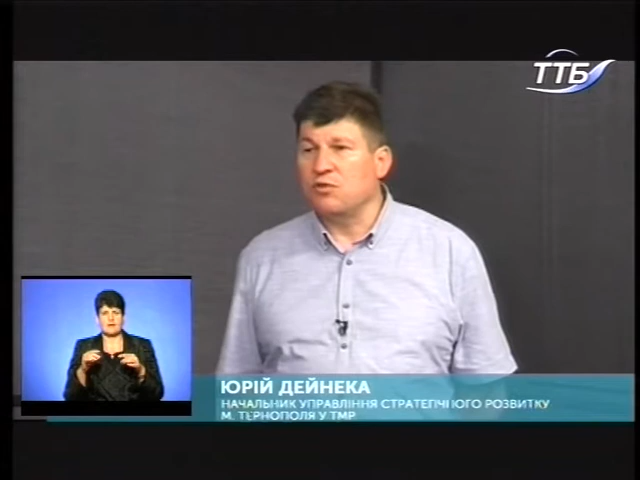 ТТБ
ЮРІЙ ДЕЙНЕКА
НАЧАЛЬНИК УПРАВЛІННЯ СТРАТЕГІЧНОГО РОЗВИТКУ
М. ТЕРНОПОЛЯ У ТМР